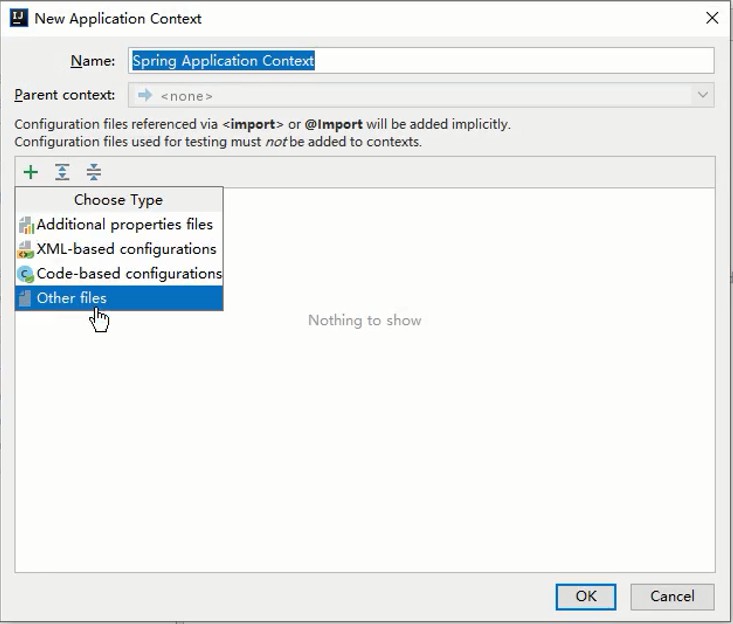 New Application Context
Name: Spring Application Context
Parent context: <none>
Configuration files referenced via <import> or @Import will be added implicitly.
Configuration files used for testing must not be added to contexts.
Choose Type
Additional properties files
XML-based configurations
Code-based configurations
Other files
Nothing to show
OK Cancel